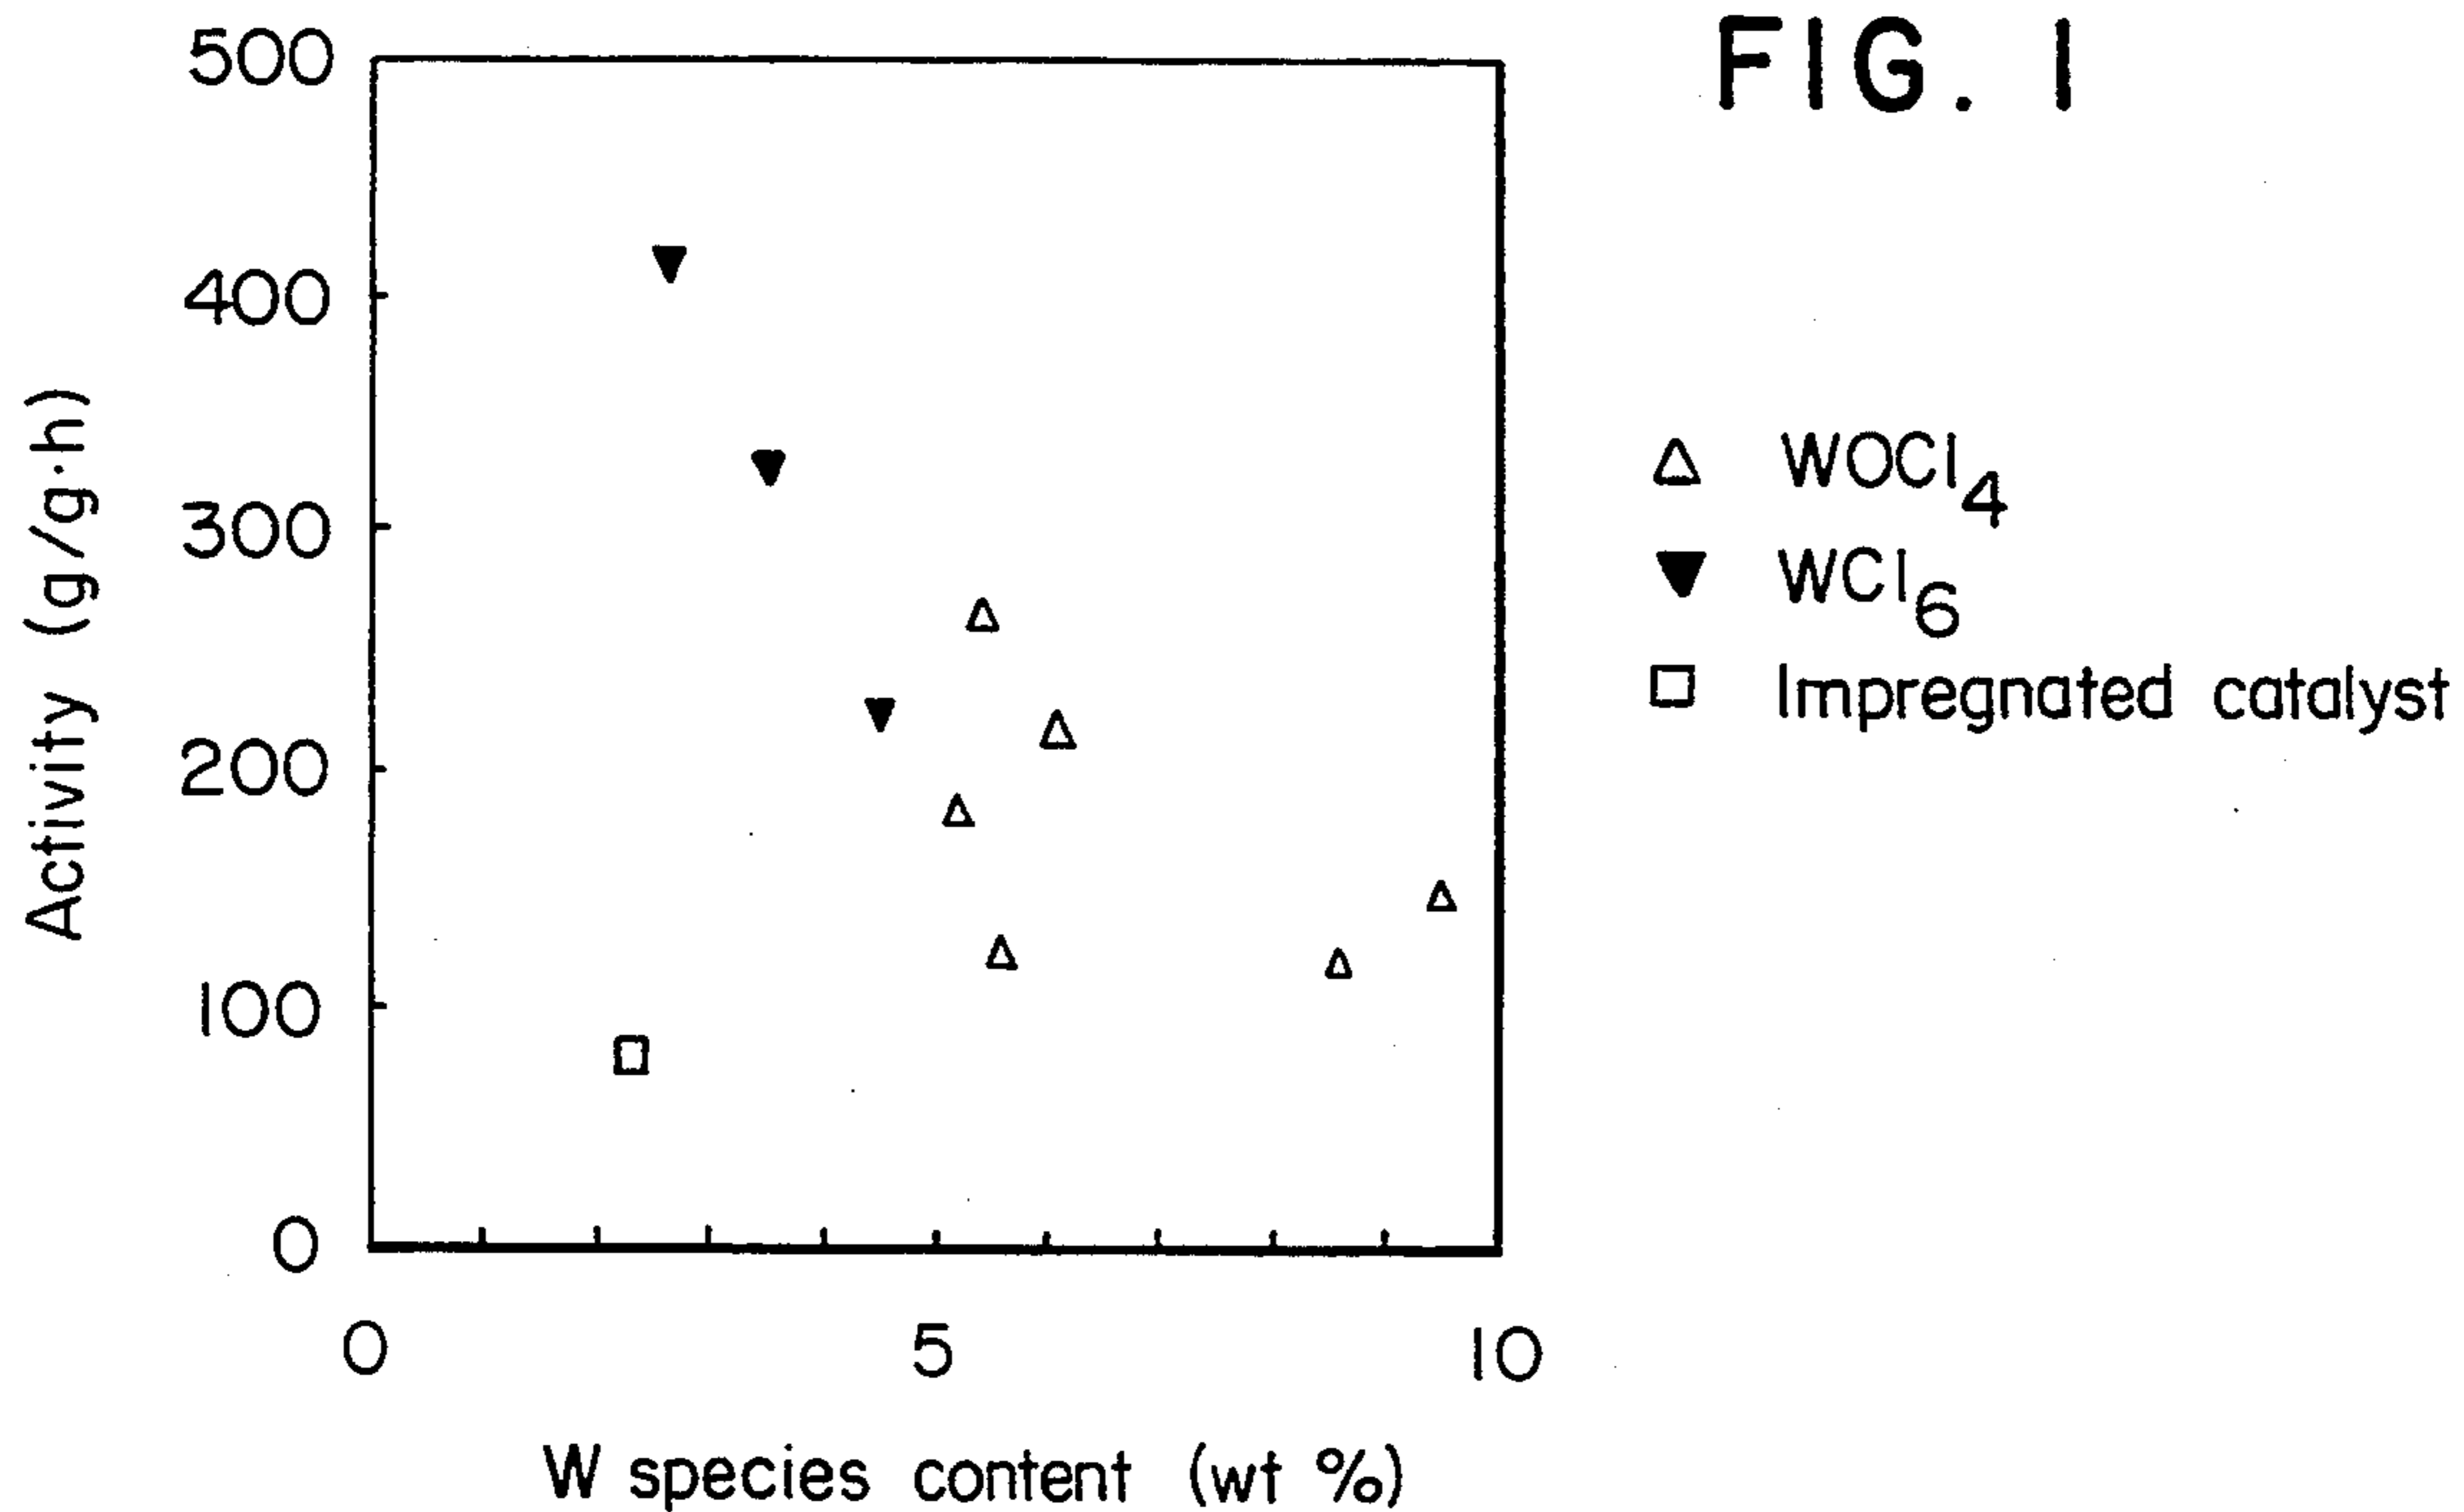 FIG. 1
500
400
300
200
100
0
Activity (g/g·h)
0 5 10
W species content (wt %)
WOCl4
WCl6
Impregnated catalyst